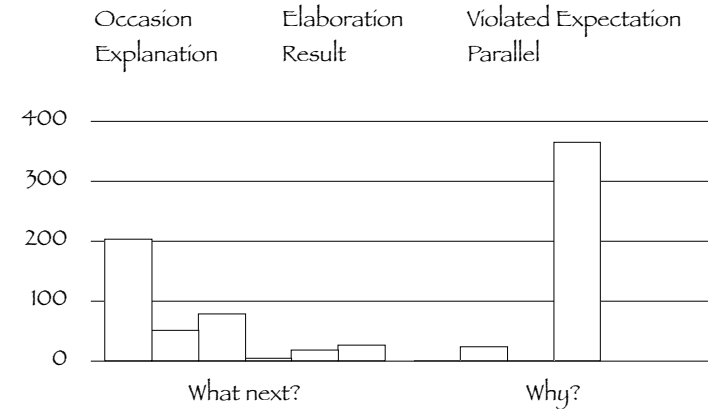 Occasion Elaboration Violated Expectation
Explanation Result Parallel
400
300
200
100
0
What next? Why?